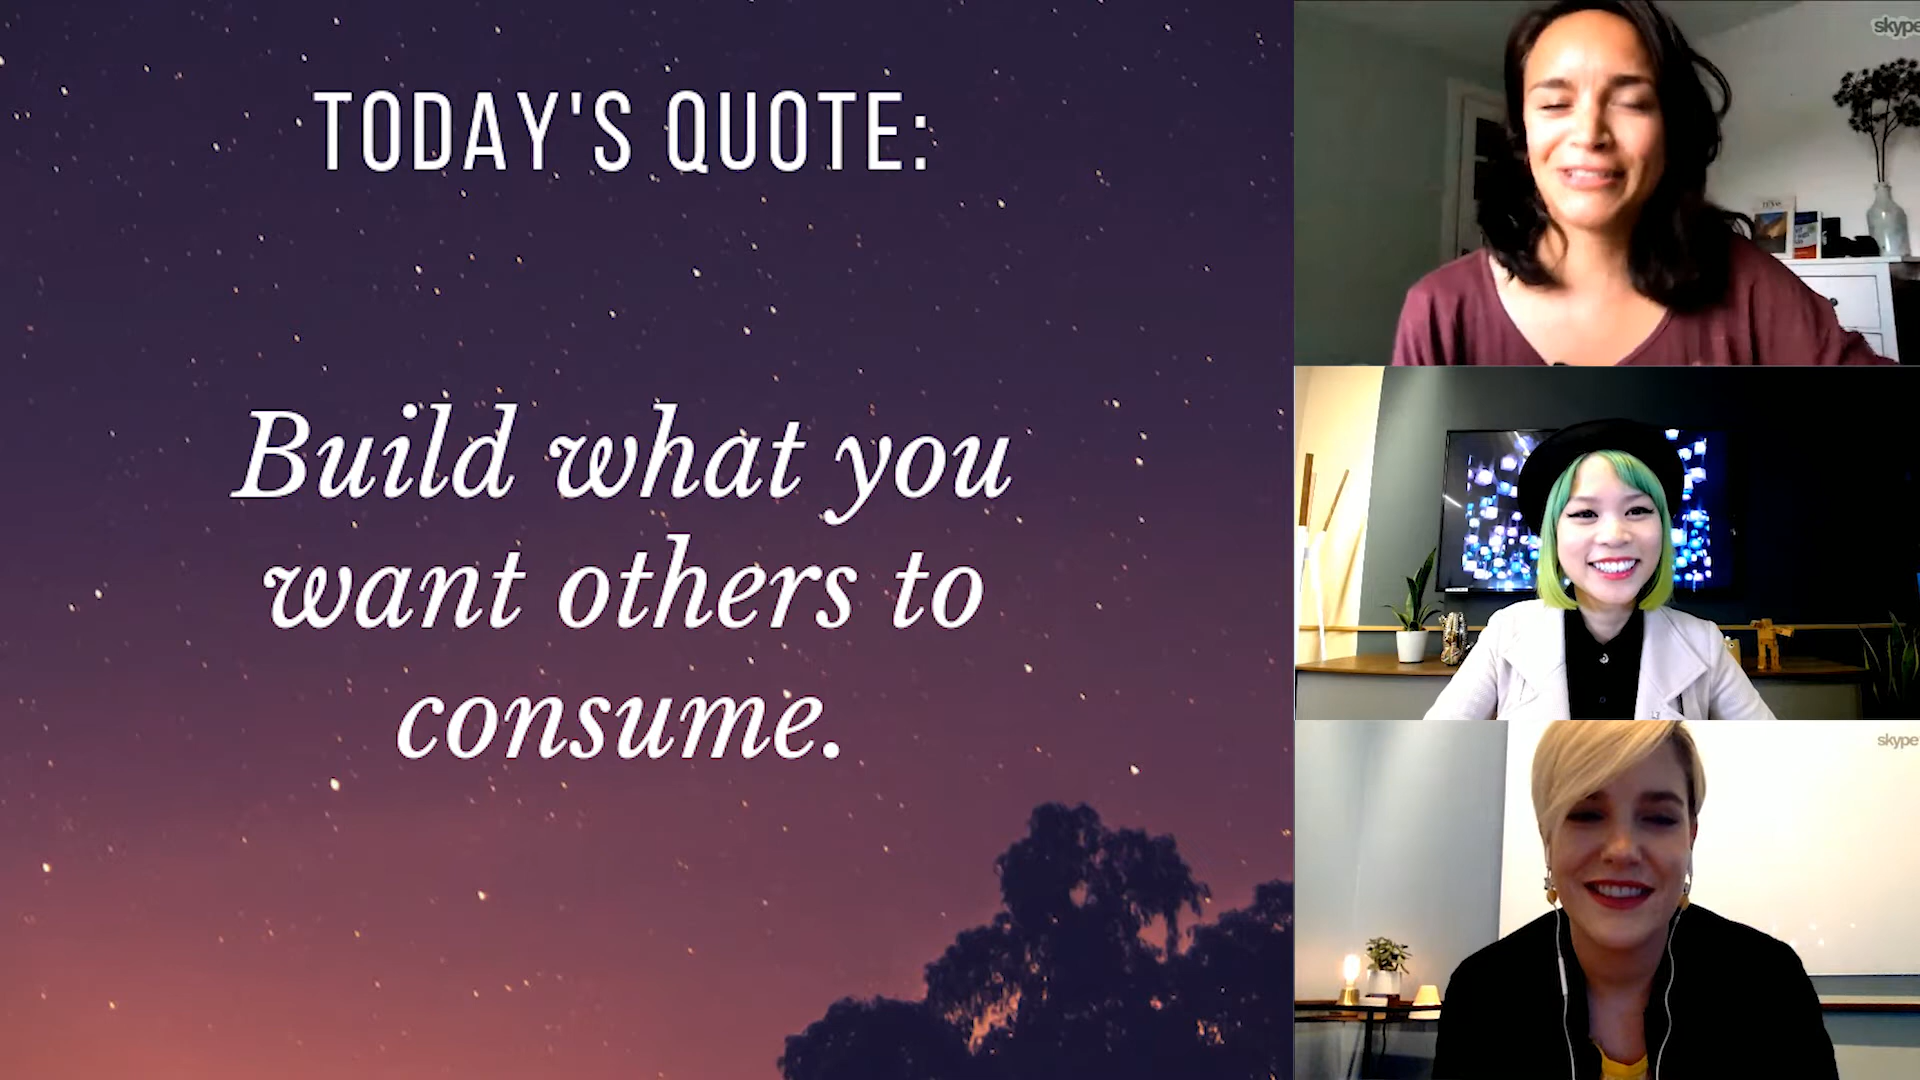 TODAY'S QUOTE:
Build what you
want others to
consume.
skype
skype